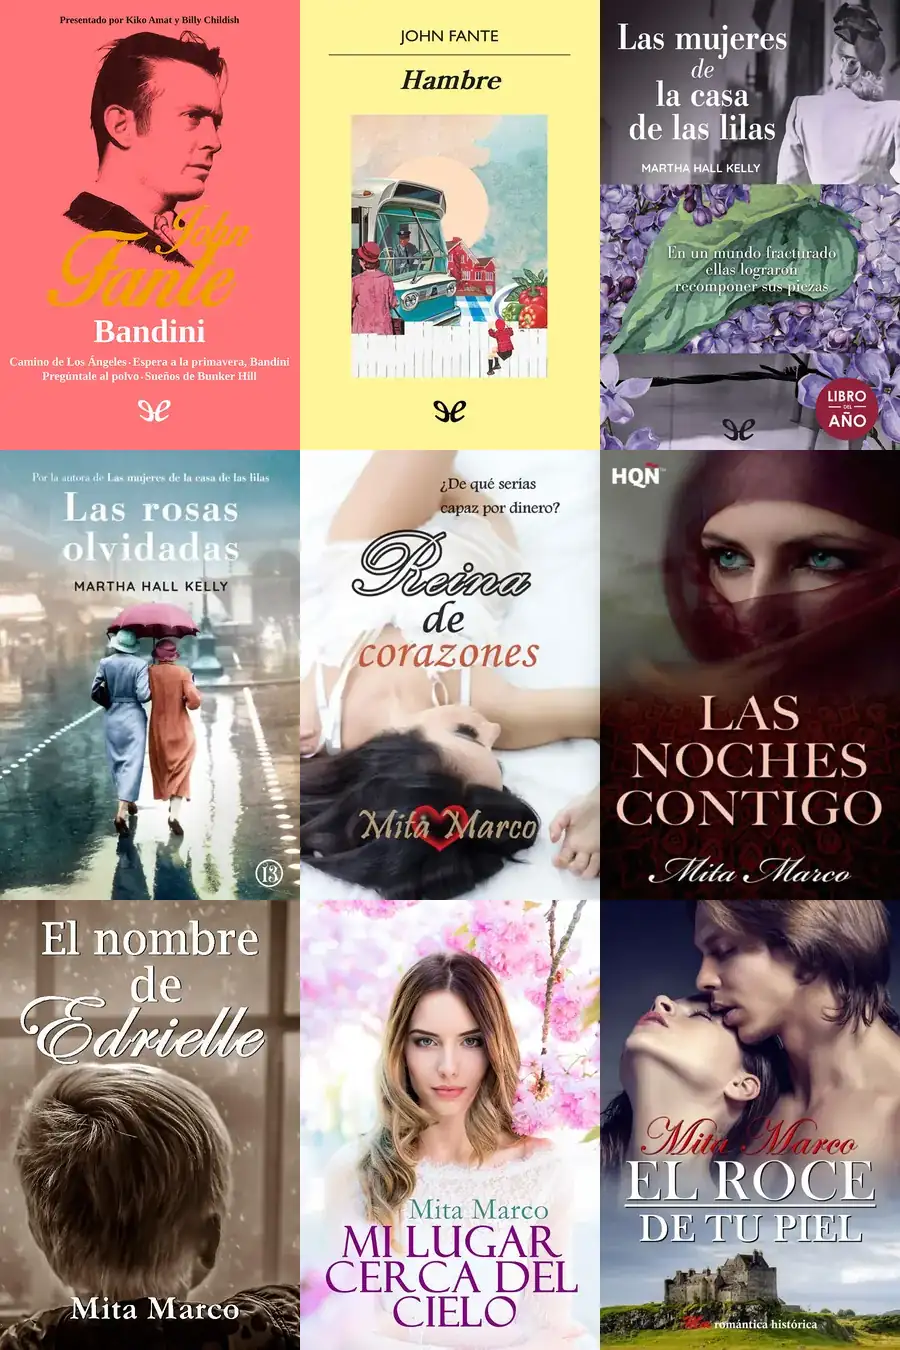 Presentado por Kiko Amat y Billy Childish
John
Fante
Bandini
Camino de Los Ángeles · Espera a la primavera, Bandini
Pregúntale al polvo · Sueños de Bunker Hill
JOHN FANTE
Hambre
Las mujeres
de
la casa
de las lilas
MARTHA HALL KELLY
En un mundo fracturado
ellas lograron
recomponer sus piezas
LIBRO
DEL
AÑO
Por la autora de Las mujeres de la casa de las lilas
Las rosas
olvidadas
MARTHA HALL KELLY
13
¿De qué serías
capaz por dinero?
Reina
de
corazones
Mita Marco
HQÑ
LAS
NOCHES
CONTIGO
Mita Marco
El nombre
de
Edrielle
Mita Marco
Mita Marco
MI LUGAR
CERCA DEL
CIELO
Mita Marco
EL ROCE
DE TU PIEL
romántica histórica